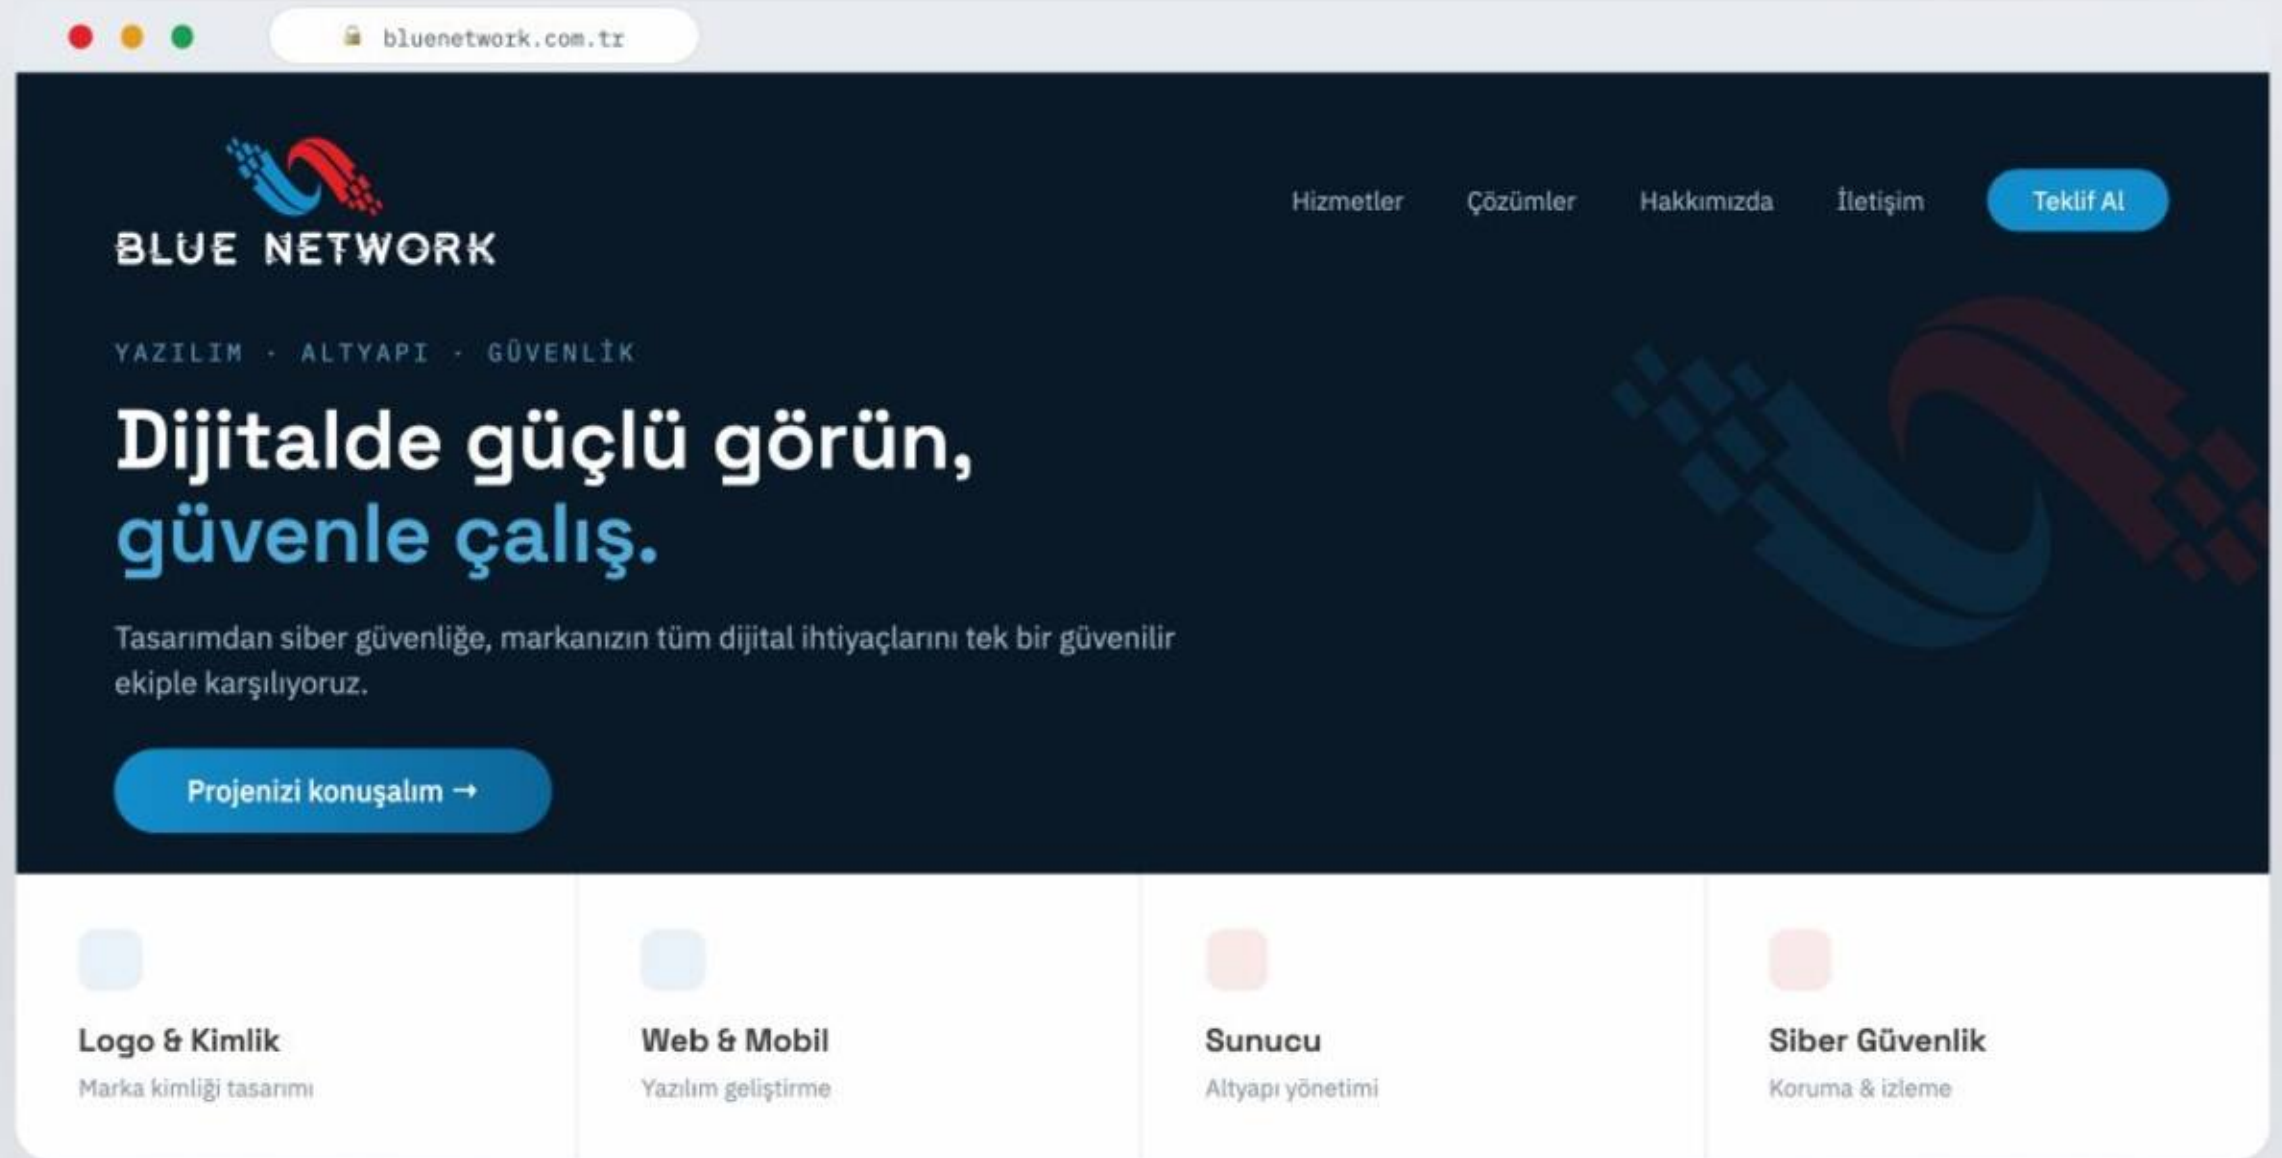 bluenetwork.com.tr
BLUE NETWORK
Hizmetler
Çözümler
Hakkımızda
İletişim
Teklif Al
YAZILIM · ALTYAPI · GÜVENLİK
Dijitalde güçlü görün,
güvenle çalış.
Tasarımdan siber güvenliğe, markanızın tüm dijital ihtiyaçlarını tek bir güvenilir
ekiple karşılıyoruz.
Projenizi konuşalım →
Logo & Kimlik
Marka kimliği tasarımı
Web & Mobil
Yazılım geliştirme
Sunucu
Altyapı yönetimi
Siber Güvenlik
Koruma & izleme